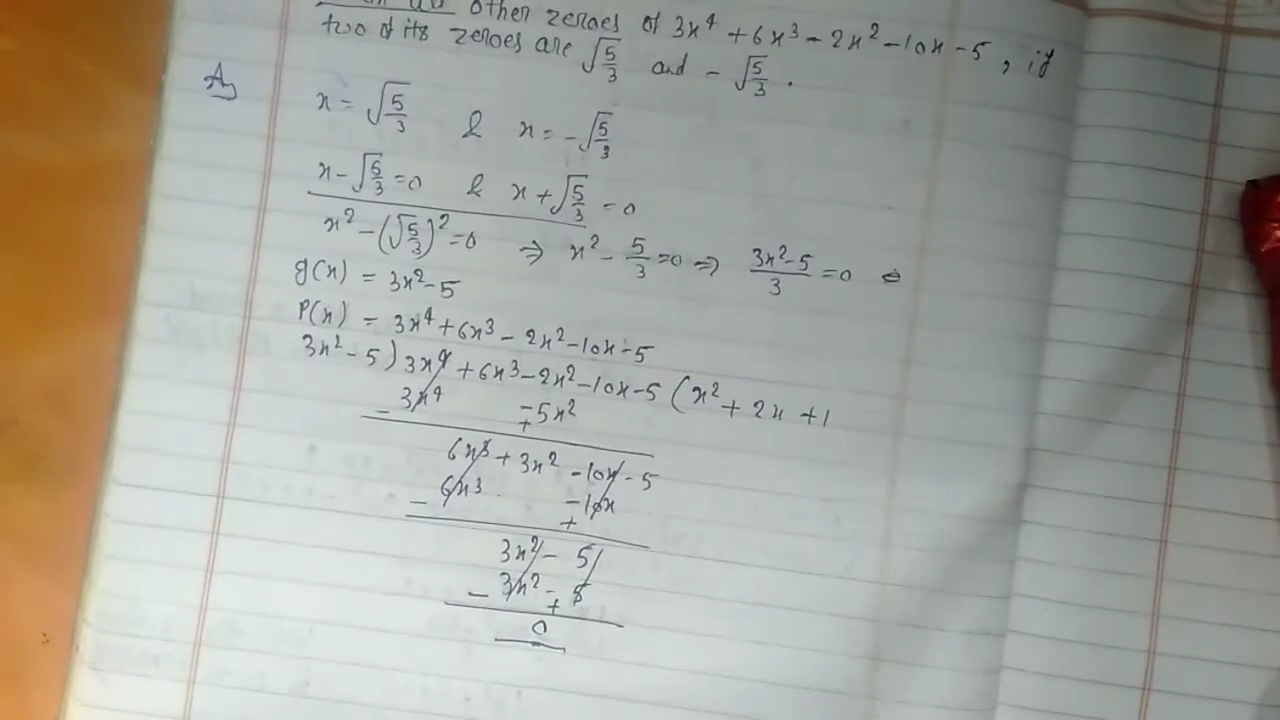 other zeroes of 3x⁴ + 6x³ - 2x² - 10x - 5, if
two of its zeroes are √5/3 and - √5/3.
A
x = √5/3 & x = -√5/3
x - √5/3 = 0 & x + √5/3 = 0
x² - (√5/3)² = 0 ⇒ x² - 5/3 = 0 ⇒ 3x²-5/3 = 0
g(x) = 3x²-5
P(x) = 3x⁴ + 6x³ - 2x² - 10x - 5
3x² - 5) 3x⁴ + 6x³ - 2x² - 10x - 5 (x² + 2x + 1
3x⁴ - 5x²
- +
6x³ + 3x² - 10x - 5
6x³ - 10x
- +
3x² - 5
3x² - 5
- +
0